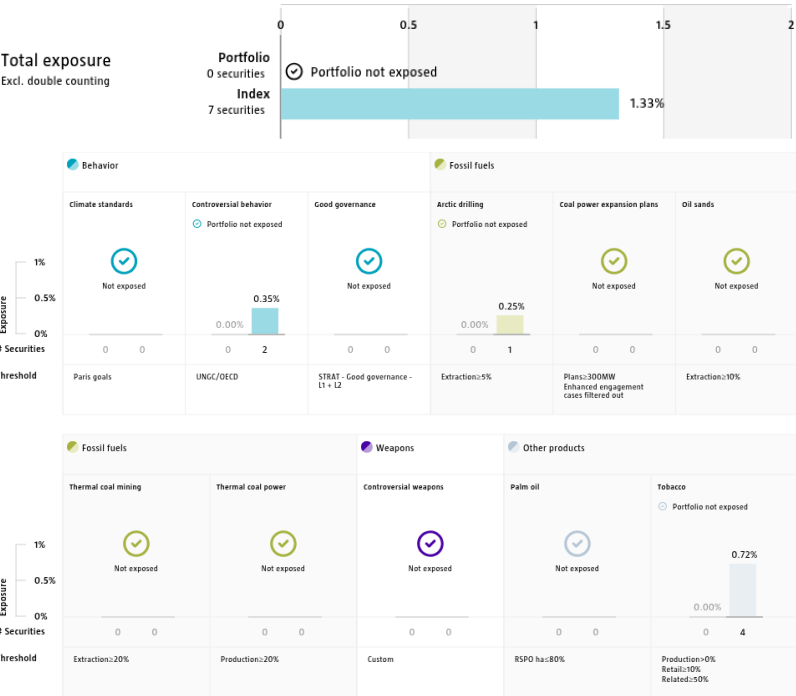 0 0.5 1 1.5 2
Total exposure
Excl. double counting
Portfolio
0 securities
Portfolio not exposed
Index
7 securities
1.33%
Behavior
Fossil fuels
Climate standards
Controversial behavior
Good governance
Arctic drilling
Coal power expansion plans
Oil sands
Portfolio not exposed
Portfolio not exposed
1%
0.5%
0%
Exposure
Not exposed
0.00%
0.35%
Not exposed
0.00%
0.25%
Not exposed
Not exposed
Securities
0 0
0 2
0 0
0 1
0 0
0 0
hreshold
Paris goals
UNGC/OECD
STRAT - Good governance -
L1 + L2
Extraction≥5%
Plans≥300MW
Enhanced engagement
cases filtered out
Extraction≥10%
Fossil fuels
Weapons
Other products
Thermal coal mining
Thermal coal power
Controversial weapons
Palm oil
Tobacco
Portfolio not exposed
1%
0.5%
0%
Exposure
Not exposed
Not exposed
Not exposed
Not exposed
0.00%
0.72%
Securities
0 0
0 0
0 0
0 0
0 4
hreshold
Extraction≥20%
Production≥20%
Custom
RSPO ha≤80%
Production>0%
Retail≥10%
Related≥50%